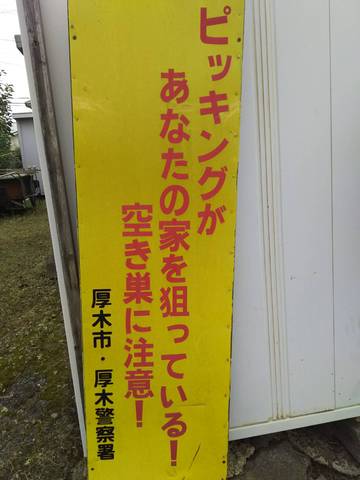 ピッキングが
あなたの家を狙っている!
空き巣に注意!
厚木市・厚木警察署